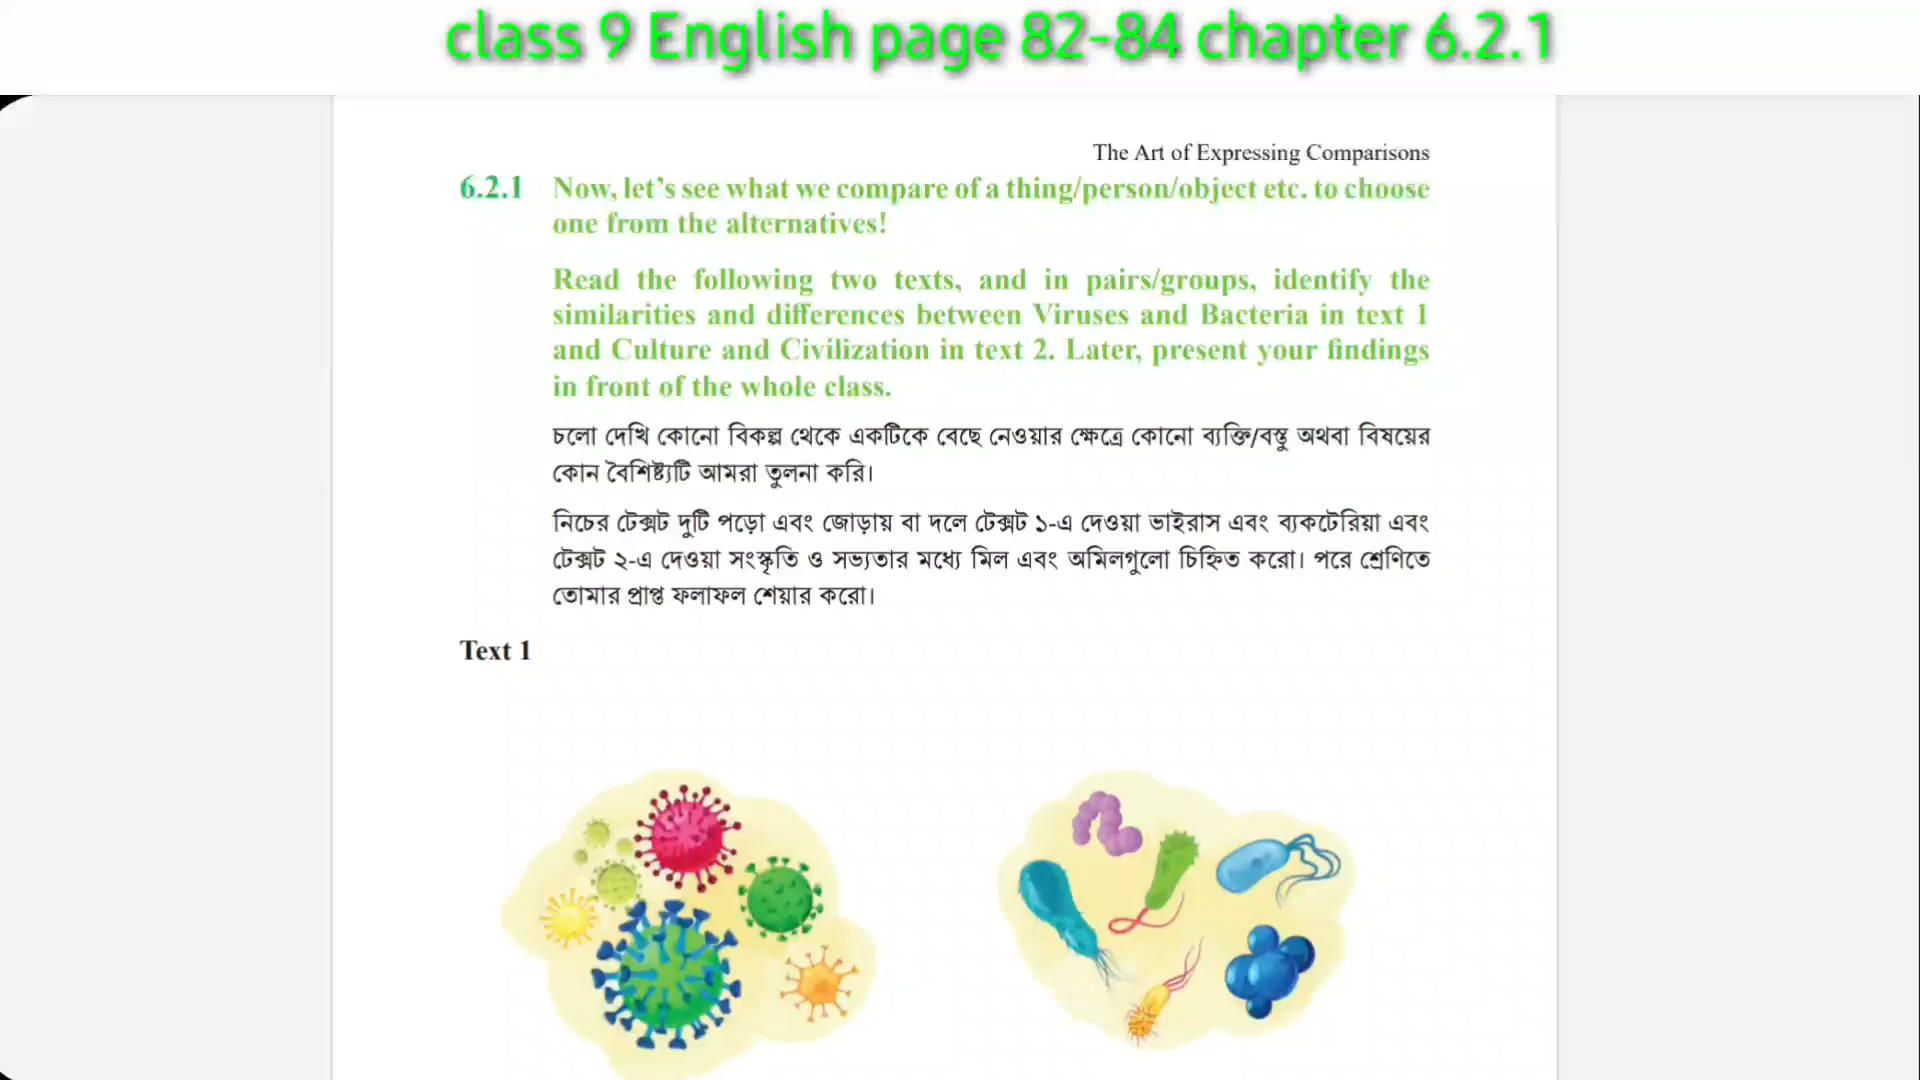 class 9 English page 82-84 chapter 6.2.1
The Art of Expressing Comparisons
6.2.1 Now, let's see what we compare of a thing/person/object etc. to choose
one from the alternatives!
Read the following two texts, and in pairs/groups, identify the
similarities and differences between Viruses and Bacteria in text 1
and Culture and Civilization in text 2. Later, present your findings
in front of the whole class.
চলো দেখি কোনো বিকল্প থেকে একটিকে বেছে নেওয়ার ক্ষেত্রে কোনো ব্যক্তি/বস্তু অথবা বিষয়ের
কোন বৈশিষ্ট্যটি আমরা তুলনা করি।
নিচের টেক্সট দুটি পড়ো এবং জোড়ায় বা দলে টেক্সট ১-এ দেওয়া ভাইরাস এবং ব্যকটেরিয়া এবং
টেক্সট ২-এ দেওয়া সংস্কৃতি ও সভ্যতার মধ্যে মিল এবং অমিলগুলো চিহ্নিত করো। পরে শ্রেণিতে
তোমার প্রাপ্ত ফলাফল শেয়ার করো।
Text 1